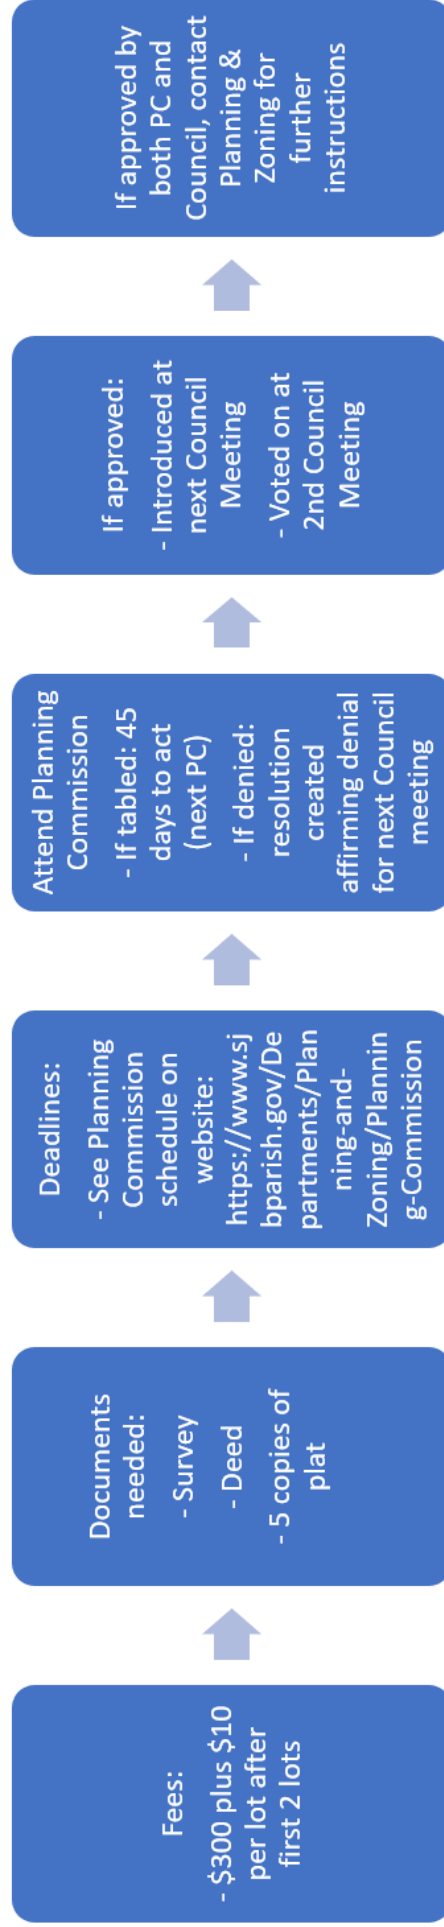 Fees:
- $300 plus $10
per lot after
first 2 lots
Documents
needed:
- Survey
- Deed
- 5 copies of
plat
Deadlines:
- See Planning
Commission
schedule on
website:
https://www.sj
bparish.gov/De
partments/Plan
ning-and-
Zoning/Plannin
g-Commission
Attend Planning
Commission
- If tabled: 45
days to act
(next PC)
- If denied:
resolution
created
affirming denial
for next Council
meeting
If approved:
- Introduced at
next Council
Meeting
- Voted on at
2nd Council
Meeting
If approved by
both PC and
Council, contact
Planning &
Zoning for
further
instructions